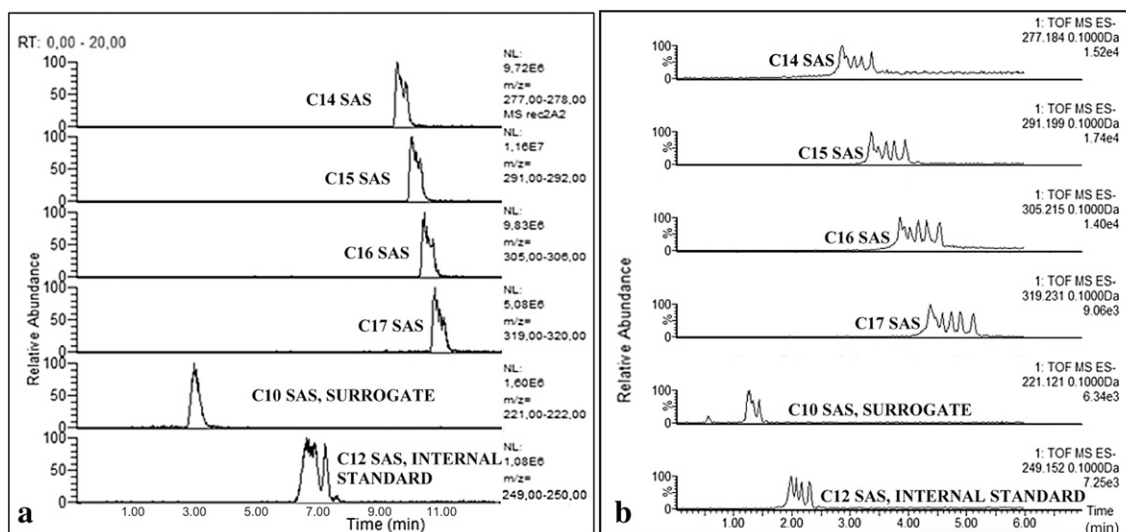 RT: 0,00 - 20,00
Relative Abundance
100
50
0
C14 SAS
NL:
9,72E6
m/z=
277,00-278,00
MS rec2A2
100
50
0
C15 SAS
NL:
1,16E7
m/z=
291,00-292,00
100
50
0
C16 SAS
NL:
9,83E6
m/z=
305,00-306,00
100
50
0
C17 SAS
NL:
5,08E6
m/z=
319,00-320,00
100
50
0
C10 SAS, SURROGATE
NL:
1,60E6
m/z=
221,00-222,00
100
50
0
C12 SAS, INTERNAL
STANDARD
NL:
1,08E6
m/z=
249,00-250,00
1.00 3.00 5.00 7.00 9.00 11.00
Time (min)
a
Relative Abundance
100
%
0
C14 SAS
1: TOF MS ES-
277.184 0.1000Da
1.52e4
100
%
0
C15 SAS
1: TOF MS ES-
291.199 0.1000Da
1.74e4
100
%
0
C16 SAS
1: TOF MS ES-
305.215 0.1000Da
1.40e4
100
%
0
C17 SAS
1: TOF MS ES-
319.231 0.1000Da
9.06e3
100
%
0
C10 SAS, SURROGATE
1: TOF MS ES-
221.121 0.1000Da
6.34e3
100
%
0
C12 SAS, INTERNAL STANDARD
1: TOF MS ES-
249.152 0.1000Da
7.25e3
1.00 2.00 3.00 4.00 5.00 6.00
Time
(min)
b